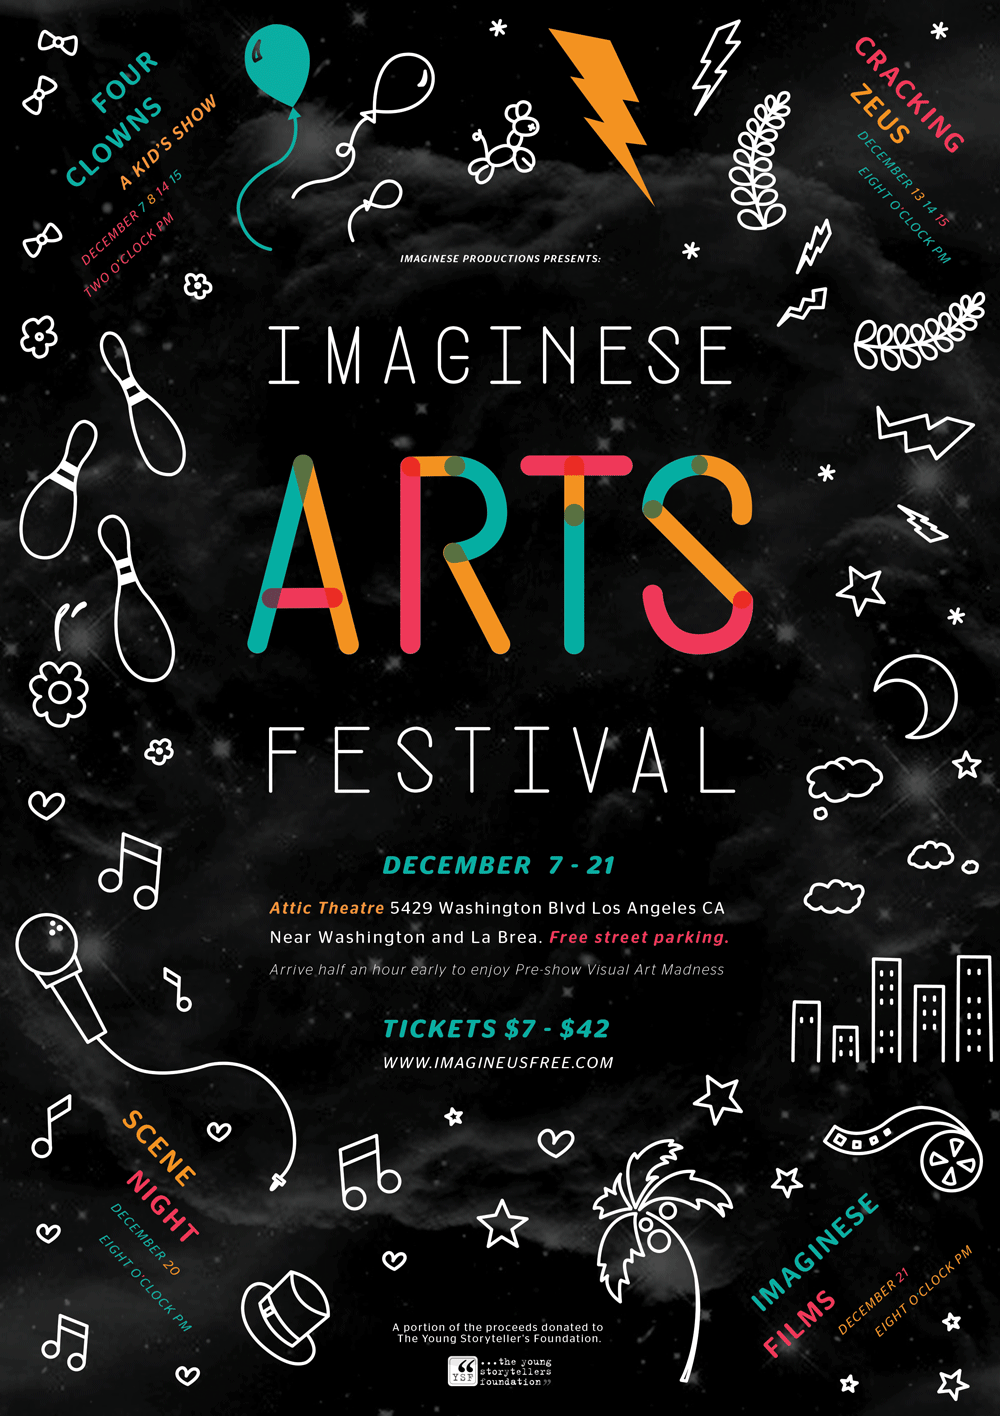 FOUR
CLOWNS
A KID'S SHOW
DECEMBER 7 8 14 15
TWO O'CLOCK PM
CRACKING
ZEUS
DECEMBER 13 14 15
EIGHT O'CLOCK PM
IMAGINESE PRODUCTIONS PRESENTS:
IMAGINESE
ARTS
FESTIVAL
DECEMBER 7 - 21
Attic Theatre 5429 Washington Blvd Los Angeles CA
Near Washington and La Brea. Free street parking.
Arrive half an hour early to enjoy Pre-show Visual Art Madness
TICKETS $7 - $42
WWW.IMAGINEUSFREE.COM
SCENE
NIGHT
DECEMBER 20
EIGHT O'CLOCK PM
IMAGINESE
FILMS
DECEMBER 21
EIGHT O'CLOCK PM
A portion of the proceeds donated to
The Young Storyteller's Foundation.
“ YSF
...the young
storytellers
foundation”